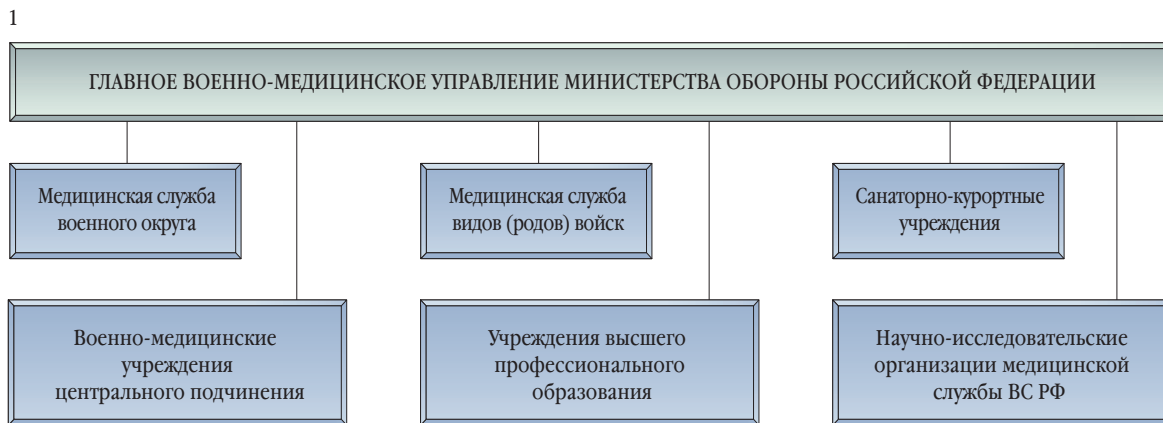 1
ГЛАВНОЕ ВОЕННО-МЕДИЦИНСКОЕ УПРАВЛЕНИЕ МИНИСТЕРСТВА ОБОРОНЫ РОССИЙСКОЙ ФЕДЕРАЦИИ
Медицинская служба
военного округа
Медицинская служба
видов (родов) войск
Санаторно-курортные
учреждения
Военно-медицинские
учреждения
центрального подчинения
Учреждения высшего
профессионального
образования
Научно-исследовательские
организации медицинской
службы ВС РФ